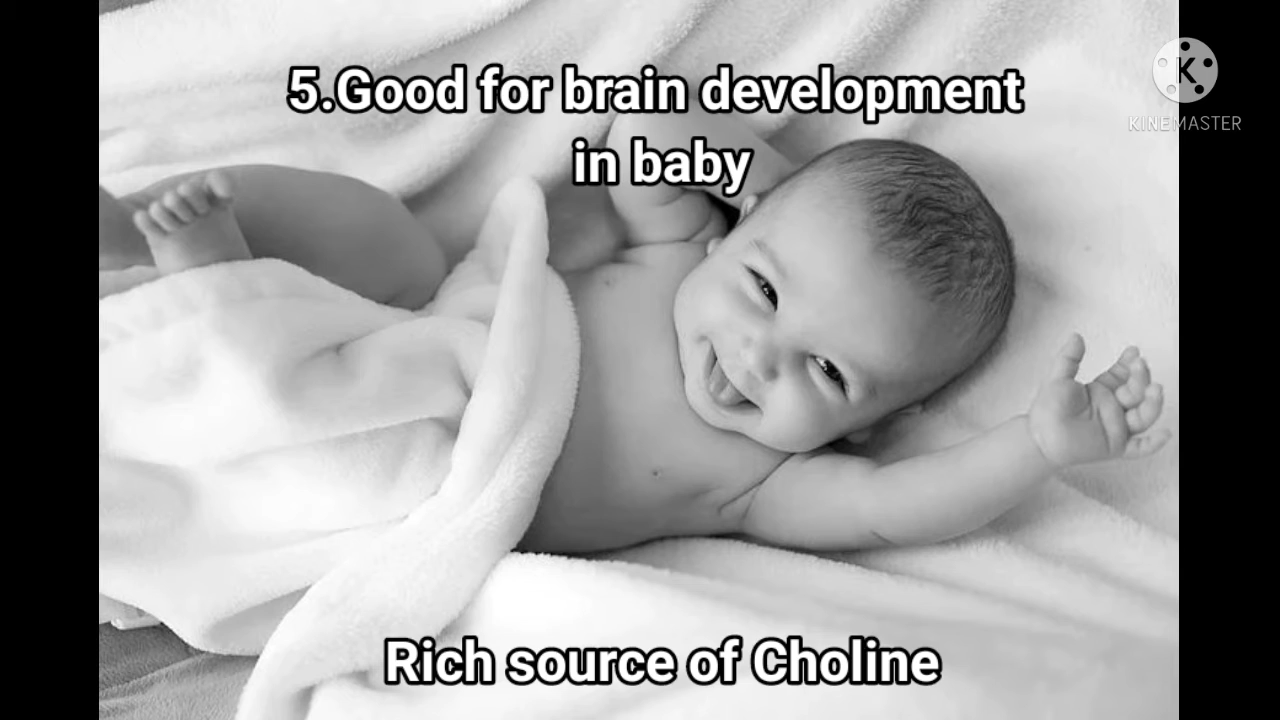 5.Good for brain development
in baby
K
KINEMASTER
Rich source of Choline